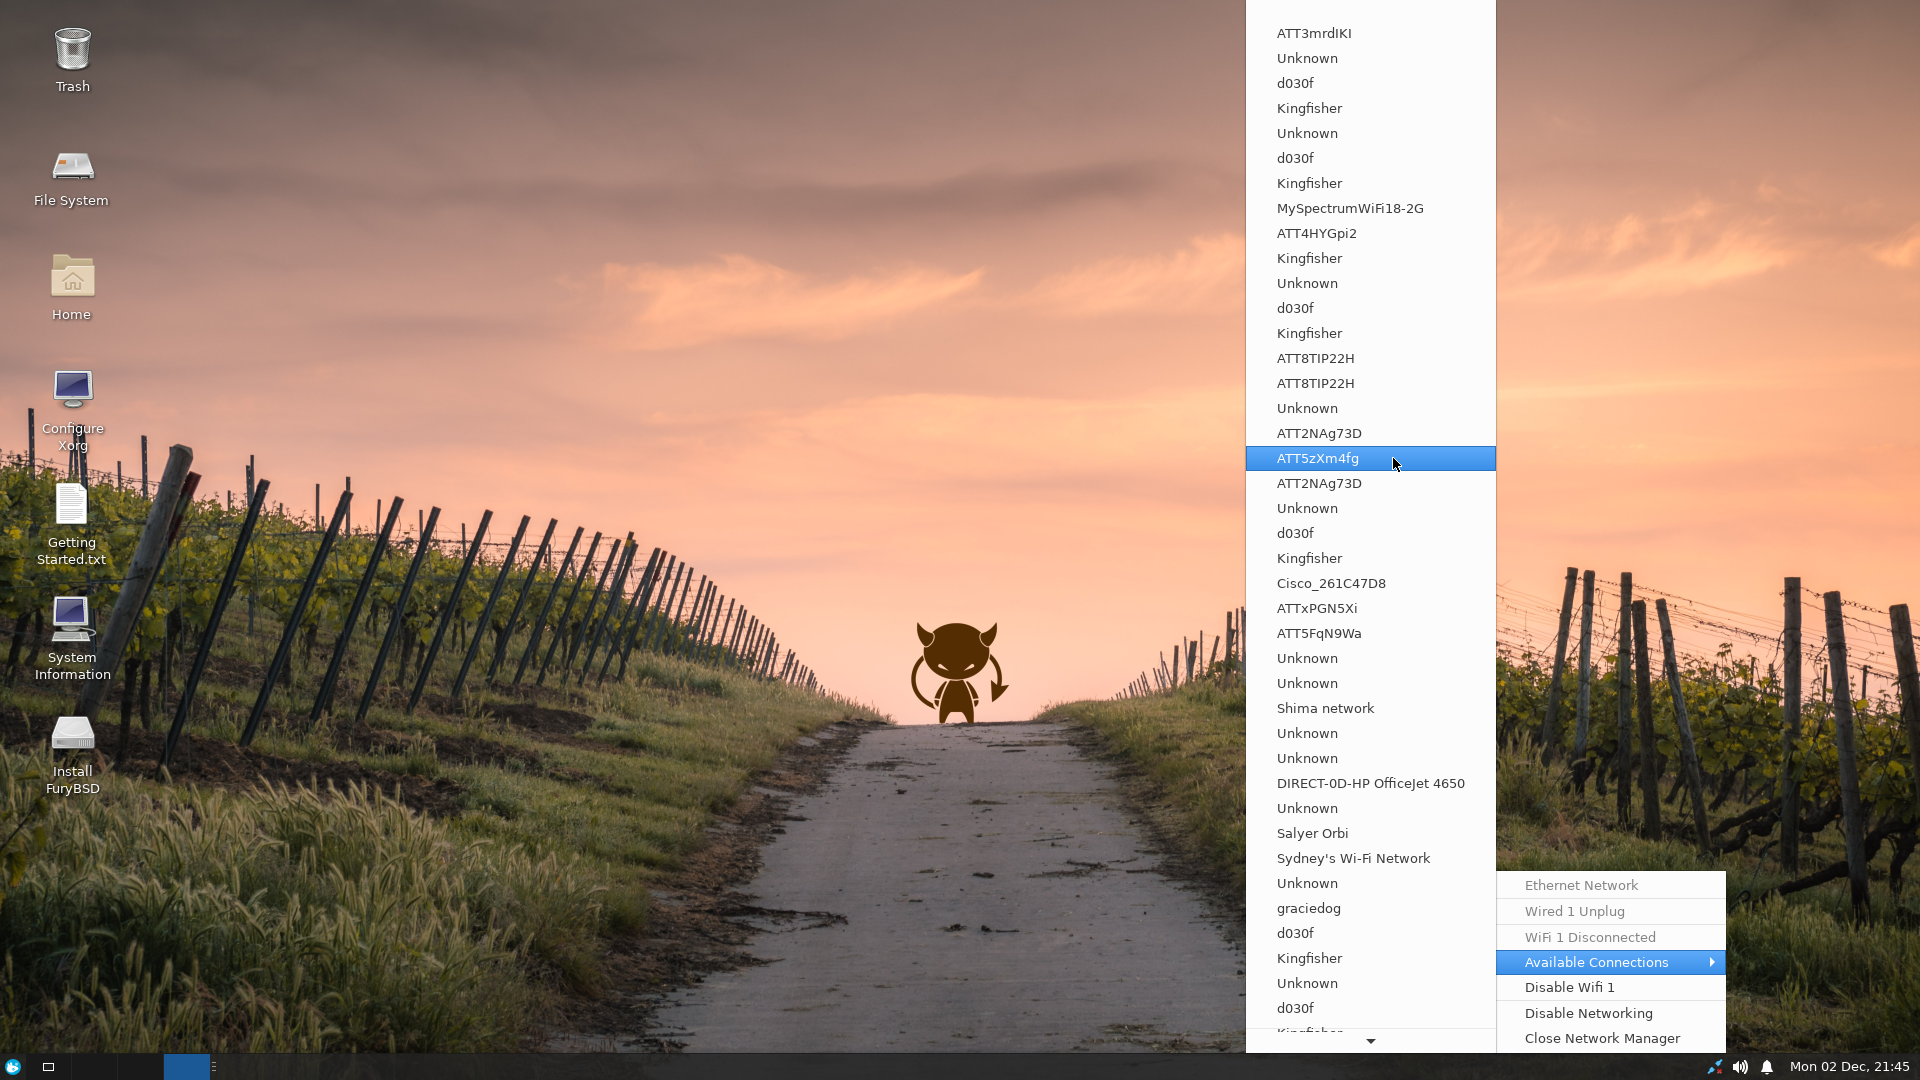 Trash
File System
Home
Configure
Xorg
Getting
Started.txt
System
Information
Install
FuryBSD
ATT3mrdIKI
Unknown
d030f
Kingfisher
Unknown
d030f
Kingfisher
MySpectrumWiFi18-2G
ATT4HYGpi2
Kingfisher
Unknown
d030f
Kingfisher
ATT8TIP22H
ATT8TIP22H
Unknown
ATT2NAg73D
ATT5zXm4fg
ATT2NAg73D
Unknown
d030f
Kingfisher
Cisco_261C47D8
ATTxPGN5Xi
ATT5FqN9Wa
Unknown
Unknown
Shima network
Unknown
Unknown
DIRECT-0D-HP OfficeJet 4650
Unknown
Salyer Orbi
Sydney's Wi-Fi Network
Unknown
graciedog
d030f
Kingfisher
Unknown
d030f
Kingfisher
Ethernet Network
Wired 1 Unplug
WiFi 1 Disconnected
Available Connections
Disable Wifi 1
Disable Networking
Close Network Manager
Mon 02 Dec, 21:45